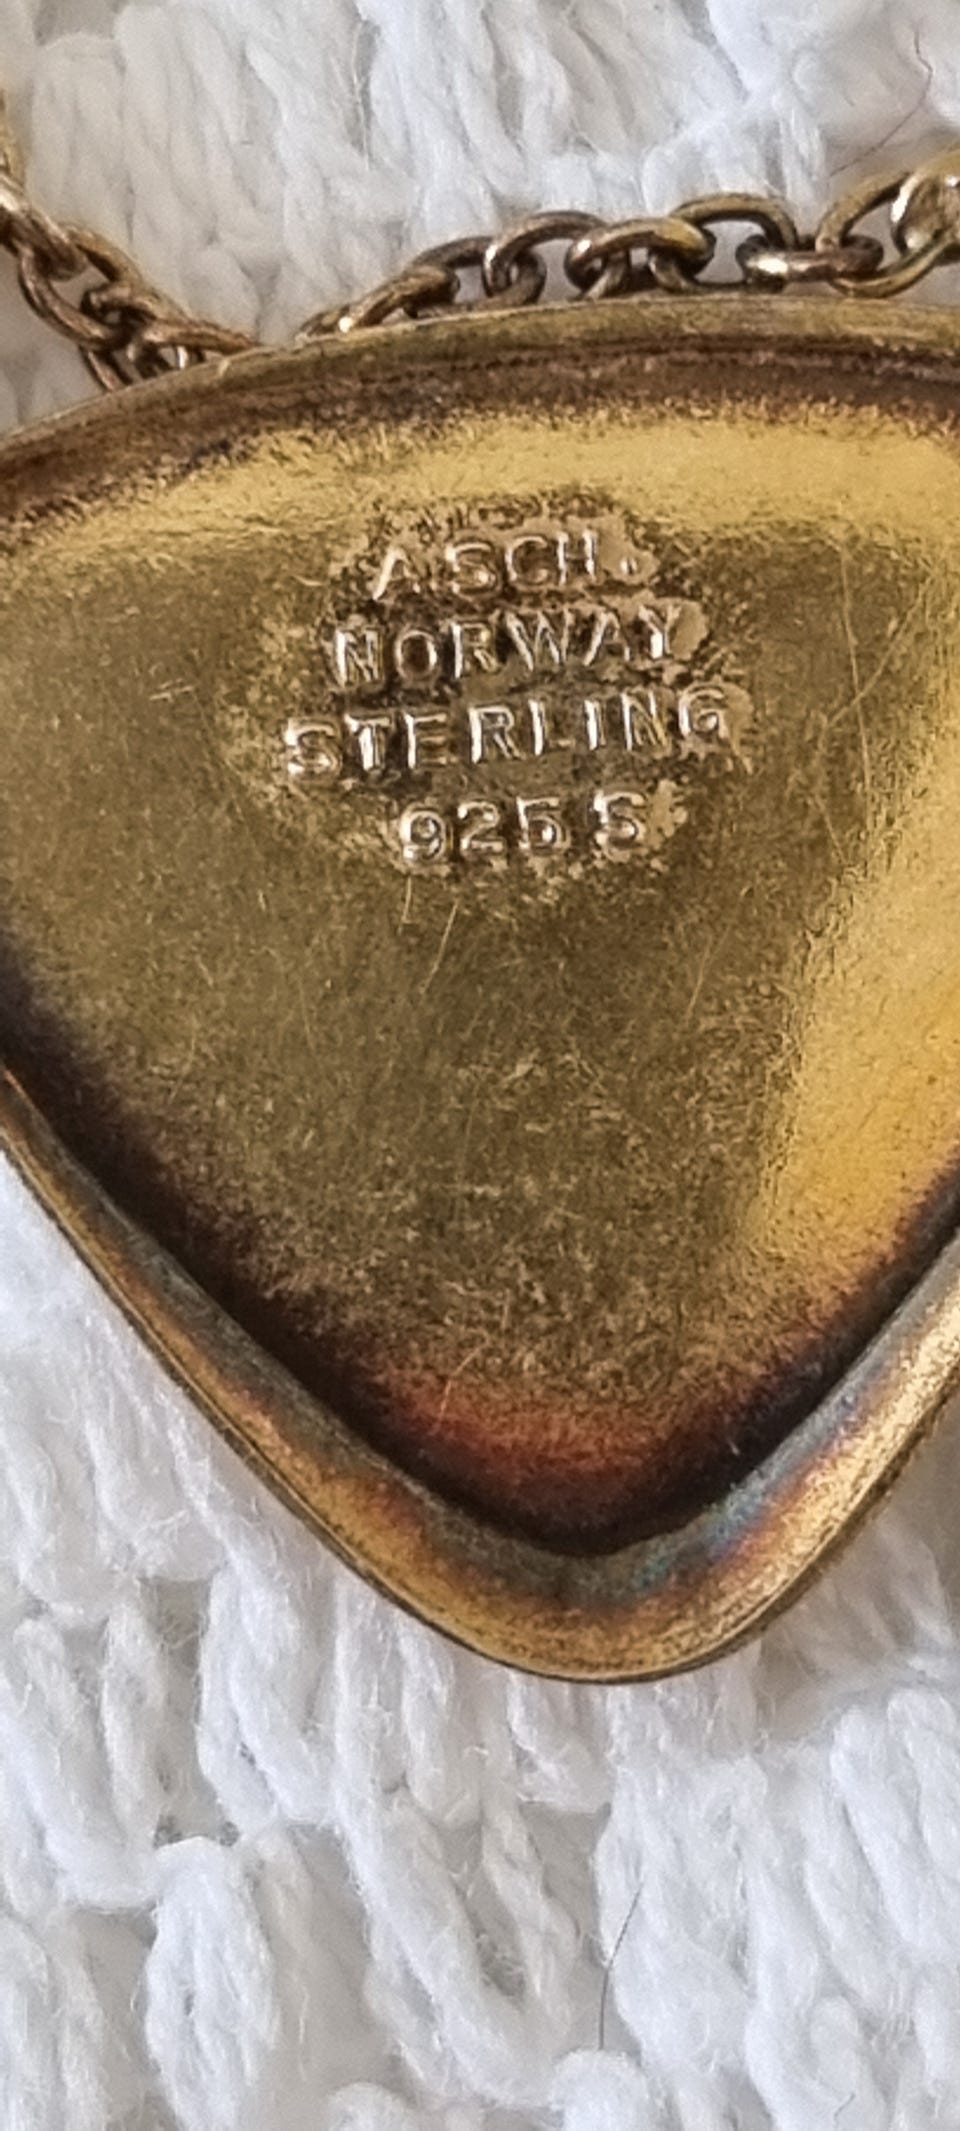 A.SCH.
NORWAY
STERLING
925 S